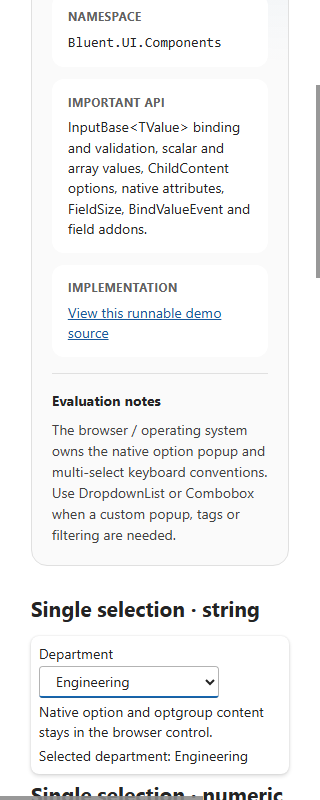 NAMESPACE
Bluent.UI.Components
IMPORTANT API
InputBase<TValue> binding
and validation, scalar and
array values, ChildContent
options, native attributes,
FieldSize, BindValueEvent and
field addons.
IMPLEMENTATION
View this runnable demo
source
Evaluation notes
The browser / operating system
owns the native option popup and
multi-select keyboard conventions.
Use DropdownList or Combobox
when a custom popup, tags or
filtering are needed.
Single selection · string
Department
Engineering
Native option and optgroup content
stays in the browser control.
Selected department: Engineering
Single selection · numeric